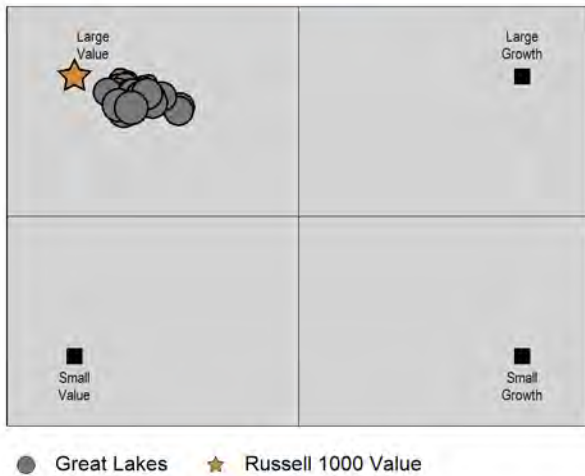 Large
Value
Large
Growth
Small
Value
Small
Growth
Great Lakes
Russell 1000 Value